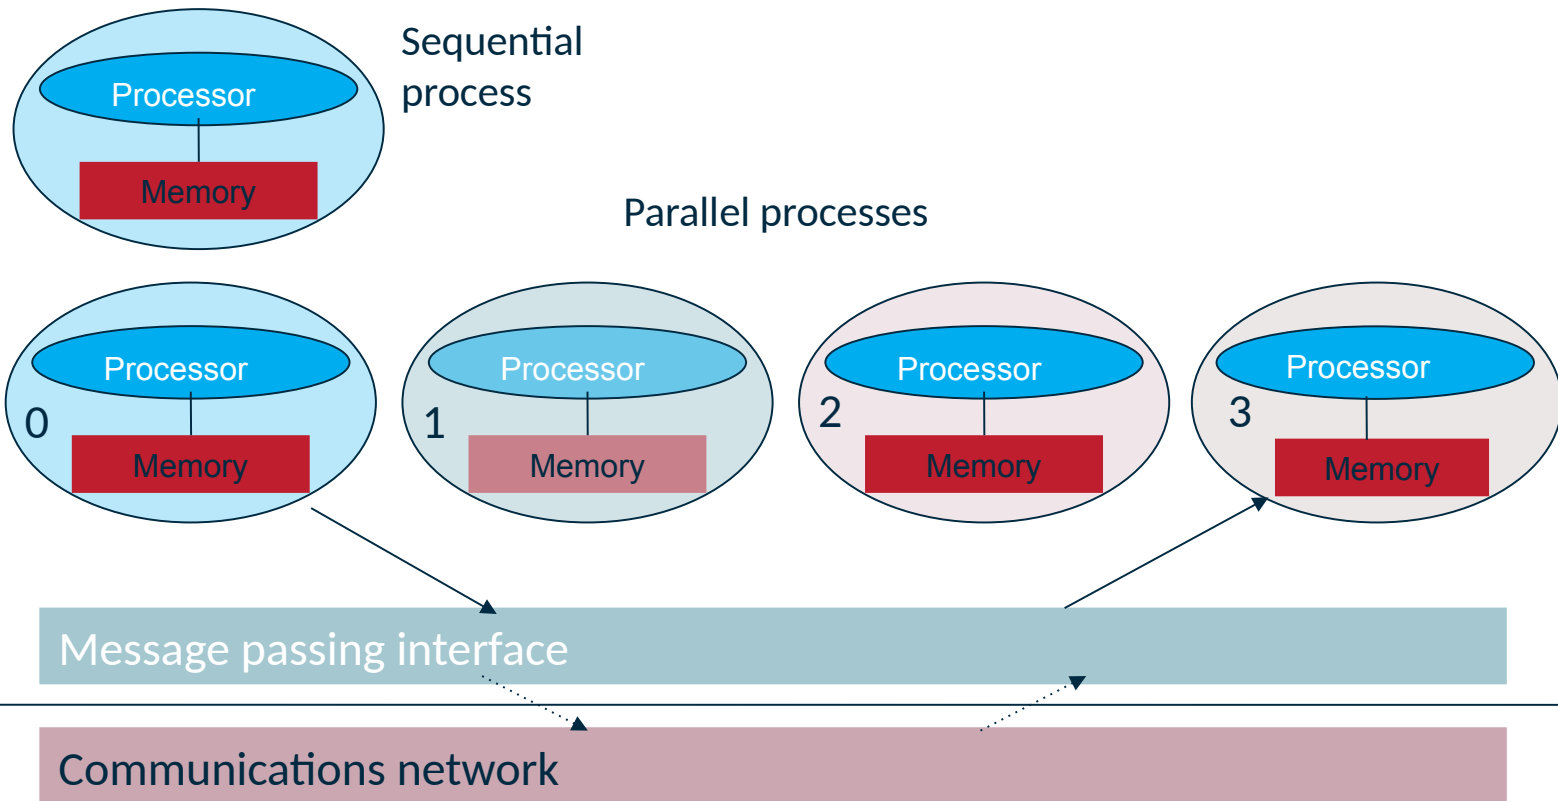 Sequential
process
Processor
Memory
Parallel processes
Processor
0
Memory
Processor
1
Memory
Processor
2
Memory
Processor
3
Memory
Message passing interface
Communications network